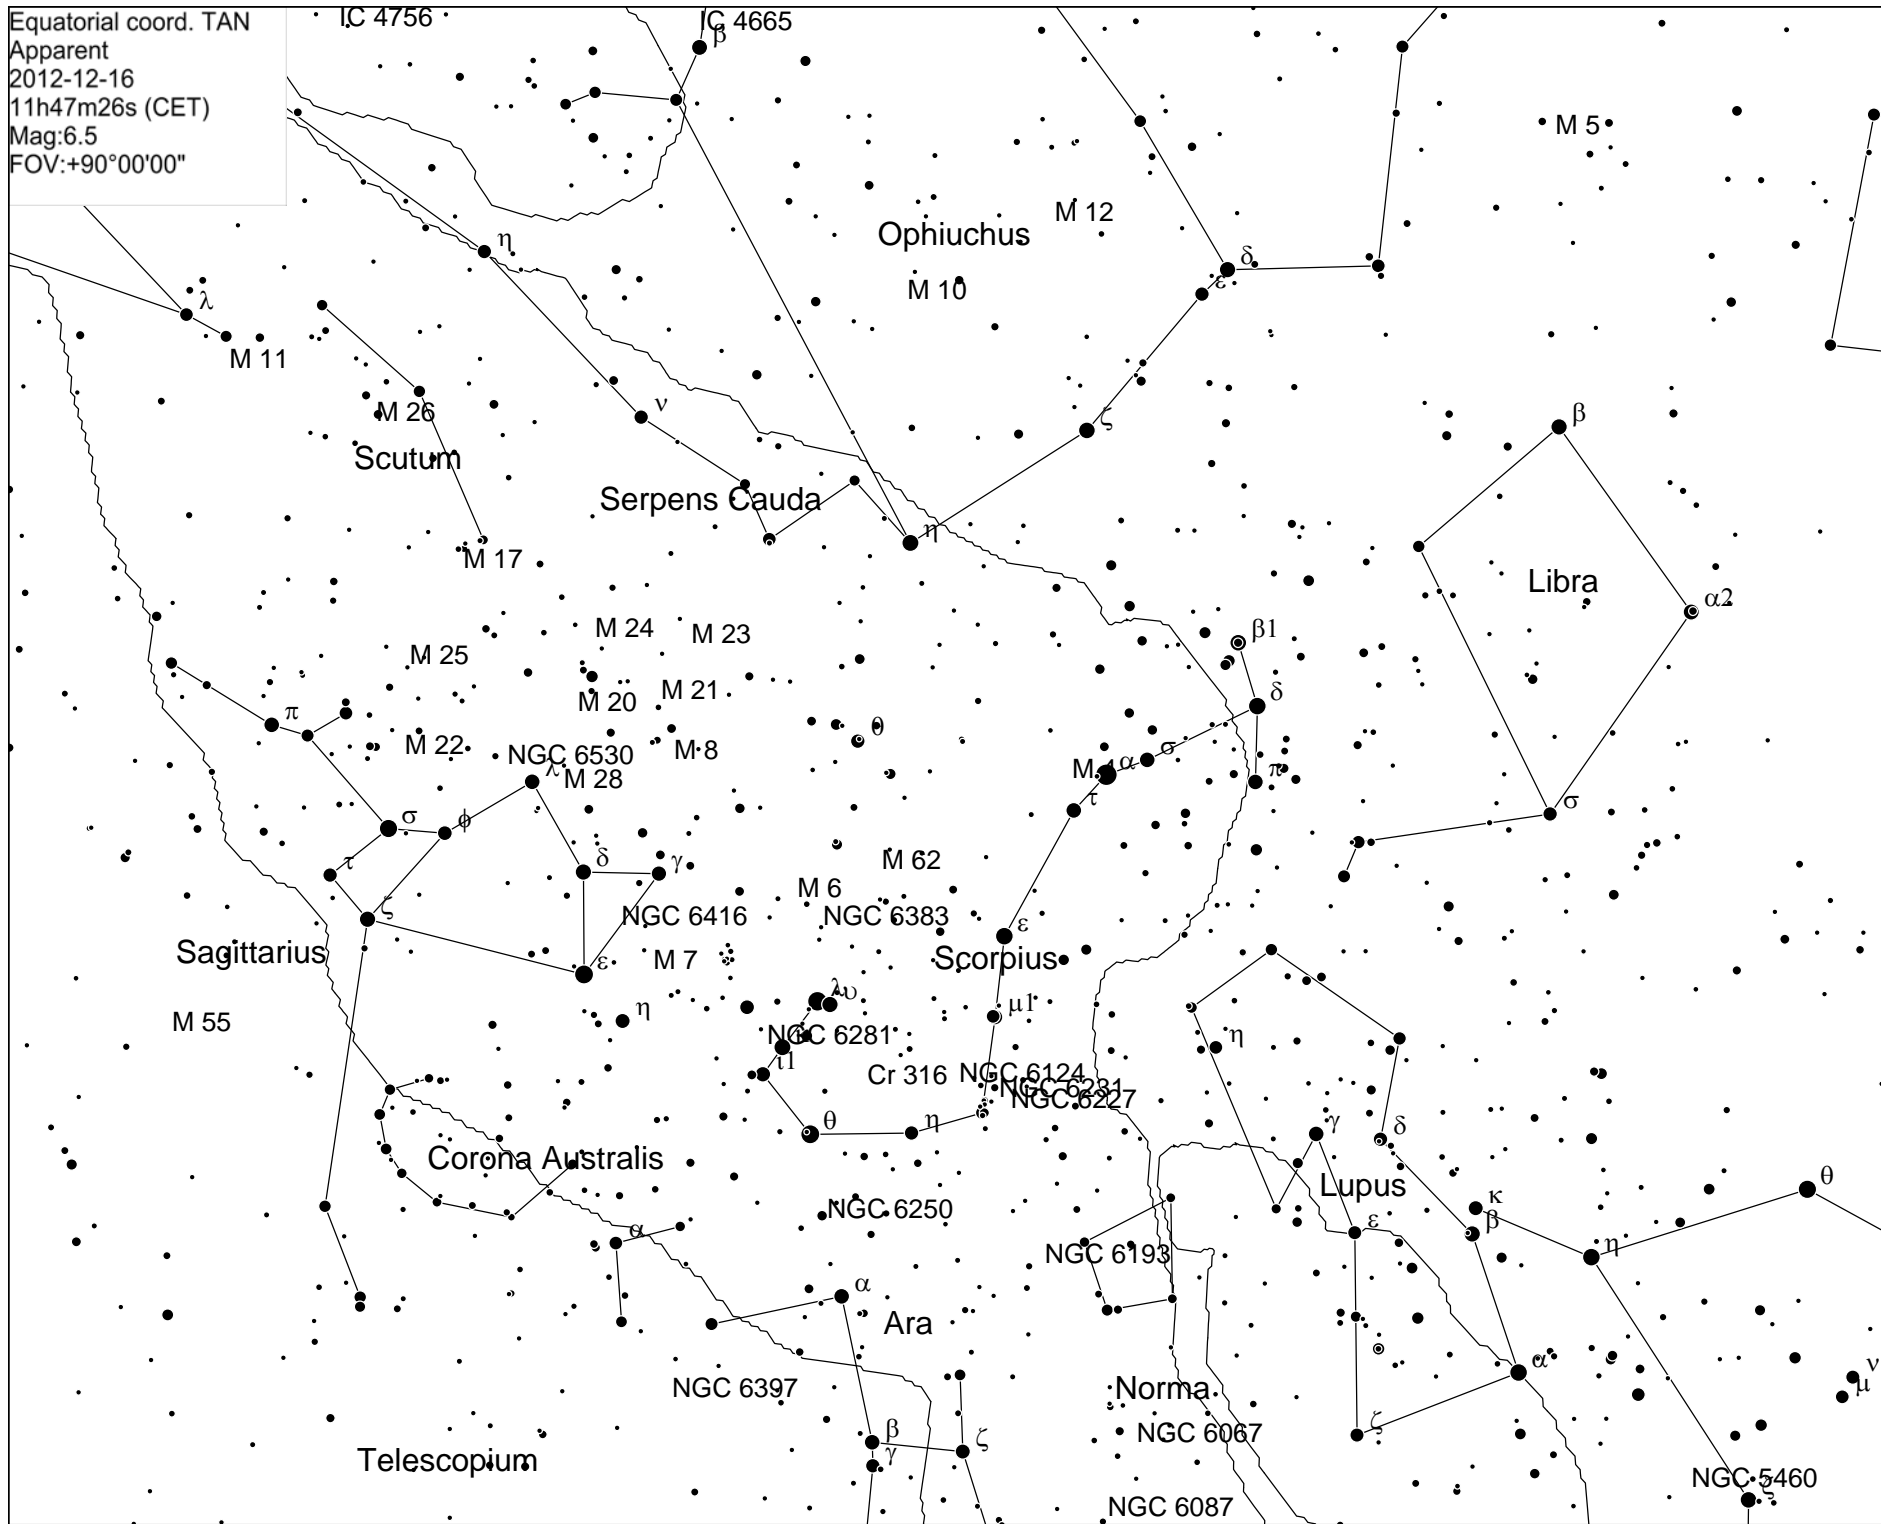 Equatorial coord. TAN
Apparent
2012-12-16
11h47m26s (CET)
Mag:6.5
FOV:+90°00'00"
IC 4756
IC 4665
β
M 5
M 12
Ophiuchus
η
δ
ε
M 10
λ
M 11
M 26
ν
ζ
β
Scutum
Serpens Cauda
η
M 17
Libra
α2
M 24
M 23
β1
M 25
M 20
M 21
δ
π
θ
M 22
M 8
NGC 6530
λ
M 28
M 4
α
σ
π
τ
σ
σ
φ
τ
δ
γ
M 62
M 6
ζ
NGC 6416
NGC 6383
ε
Sagittarius
ε
M 7
Scorpius
λ
υ
M 55
η
μ1
η
NGC 6281
κ
ι1
Cr 316
NGC 6124
NGC 6231
NGC 6227
θ
η
γ
δ
Corona Australis
Lupus
θ
κ
β
NGC 6250
α
ε
η
NGC 6193
α
Ara
α
ν
μ
NGC 6397
Norma
β
γ
ζ
NGC 6067
ζ
Telescopium
NGC 5460
ζ
NGC 6087